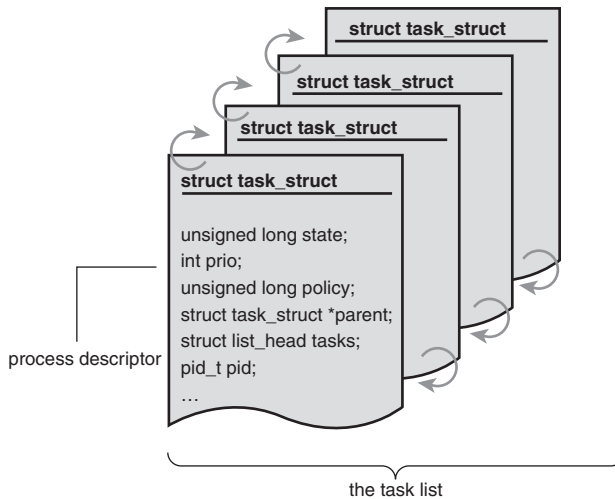 struct task_struct
struct task_struct
struct task_struct
struct task_struct
unsigned long state;
int prio;
unsigned long policy;
struct task_struct *parent;
struct list_head tasks;
pid_t pid;
…
process descriptor
the task list